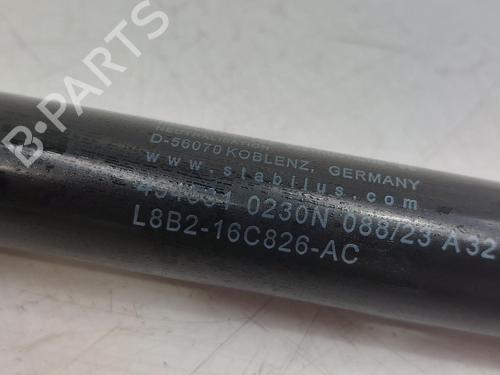 D-56070 KOBLENZ, GERMANY
www.stabilus.com
0230N 088/23 A32
L8B2-16C826-AC
B-PARTS